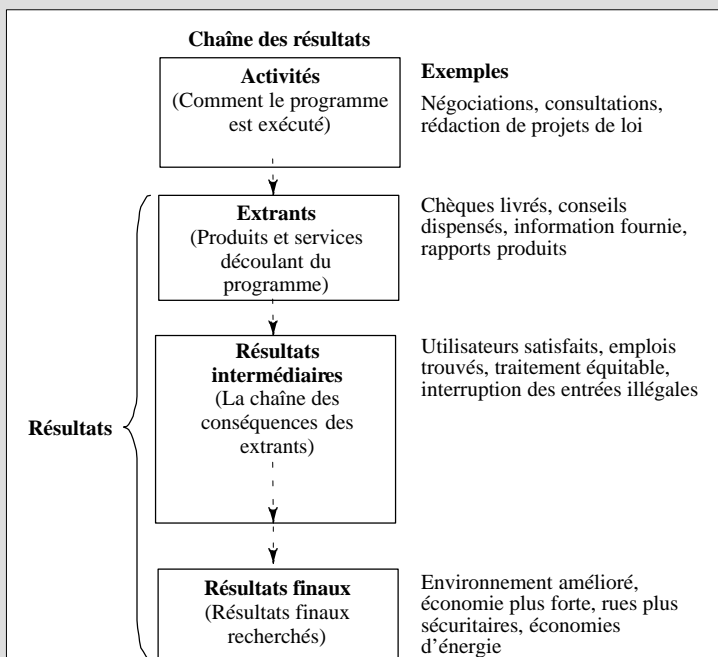 Chaîne des résultats
Activités
(Comment le programme
est exécuté)
Exemples
Négociations, consultations,
rédaction de projets de loi
Extrants
(Produits et services
découlant du
programme)
Chèques livrés, conseils
dispensés, information fournie,
rapports produits
Résultats
intermédiaires
(La chaîne des
conséquences des
extrants)
Utilisateurs satisfaits, emplois
trouvés, traitement équitable,
interruption des entrées illégales
Résultats
Résultats finaux
(Résultats finaux
recherchés)
Environnement amélioré,
économie plus forte, rues plus
sécuritaires, économies
d’énergie